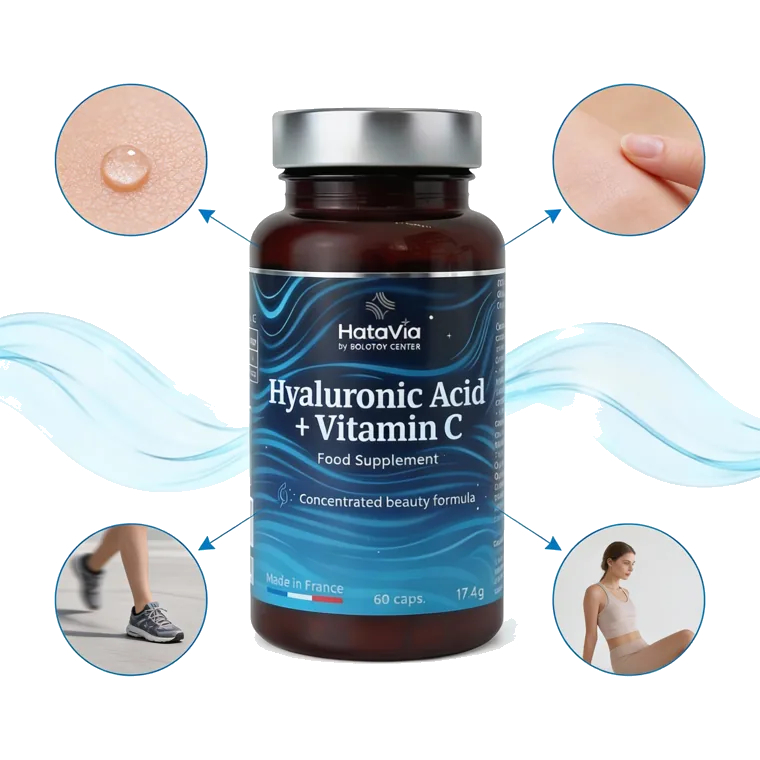 HataVia
by BOLOTOV CENTER
Hyaluronic Acid
+ Vitamin C
Food Supplement
Concentrated beauty formula
Made in France
60 caps.
17.4g